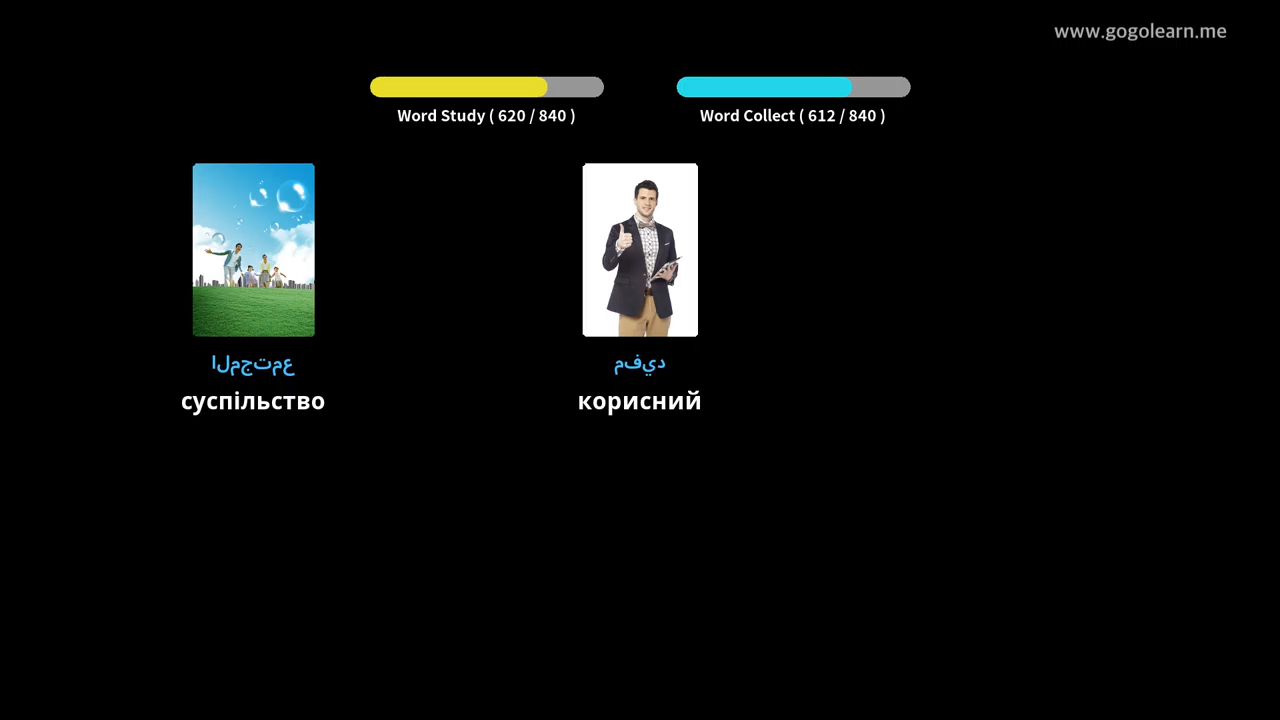 www.gogolearn.me
Word Study ( 620 / 840 )
Word Collect ( 612 / 840 )
المجتمع
суспільство
مفيد
корисний